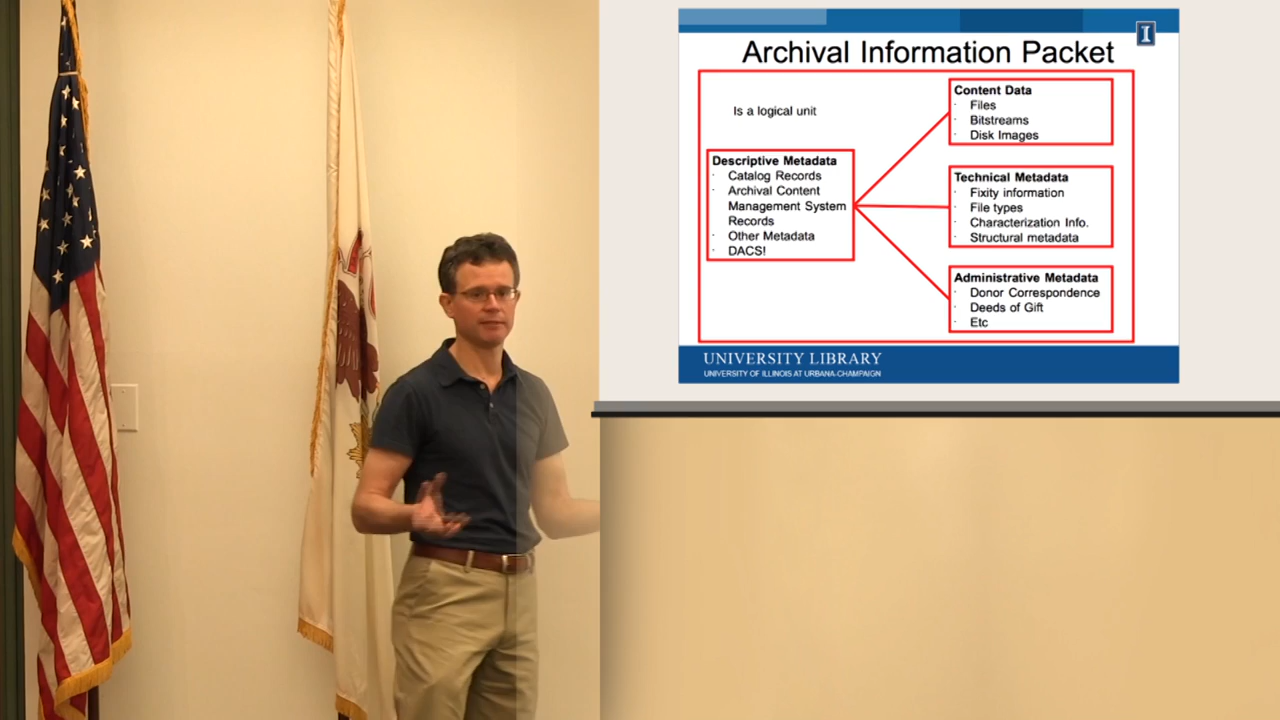 I
Archival Information Packet
Is a logical unit
Descriptive Metadata
· Catalog Records
· Archival Content
Management System
Records
· Other Metadata
· DACS!
Content Data
· Files
· Bitstreams
· Disk Images
Technical Metadata
· Fixity information
· File types
· Characterization Info.
· Structural metadata
Administrative Metadata
· Donor Correspondence
· Deeds of Gift
· Etc
UNIVERSITY LIBRARY
UNIVERSITY OF ILLINOIS AT URBANA-CHAMPAIGN